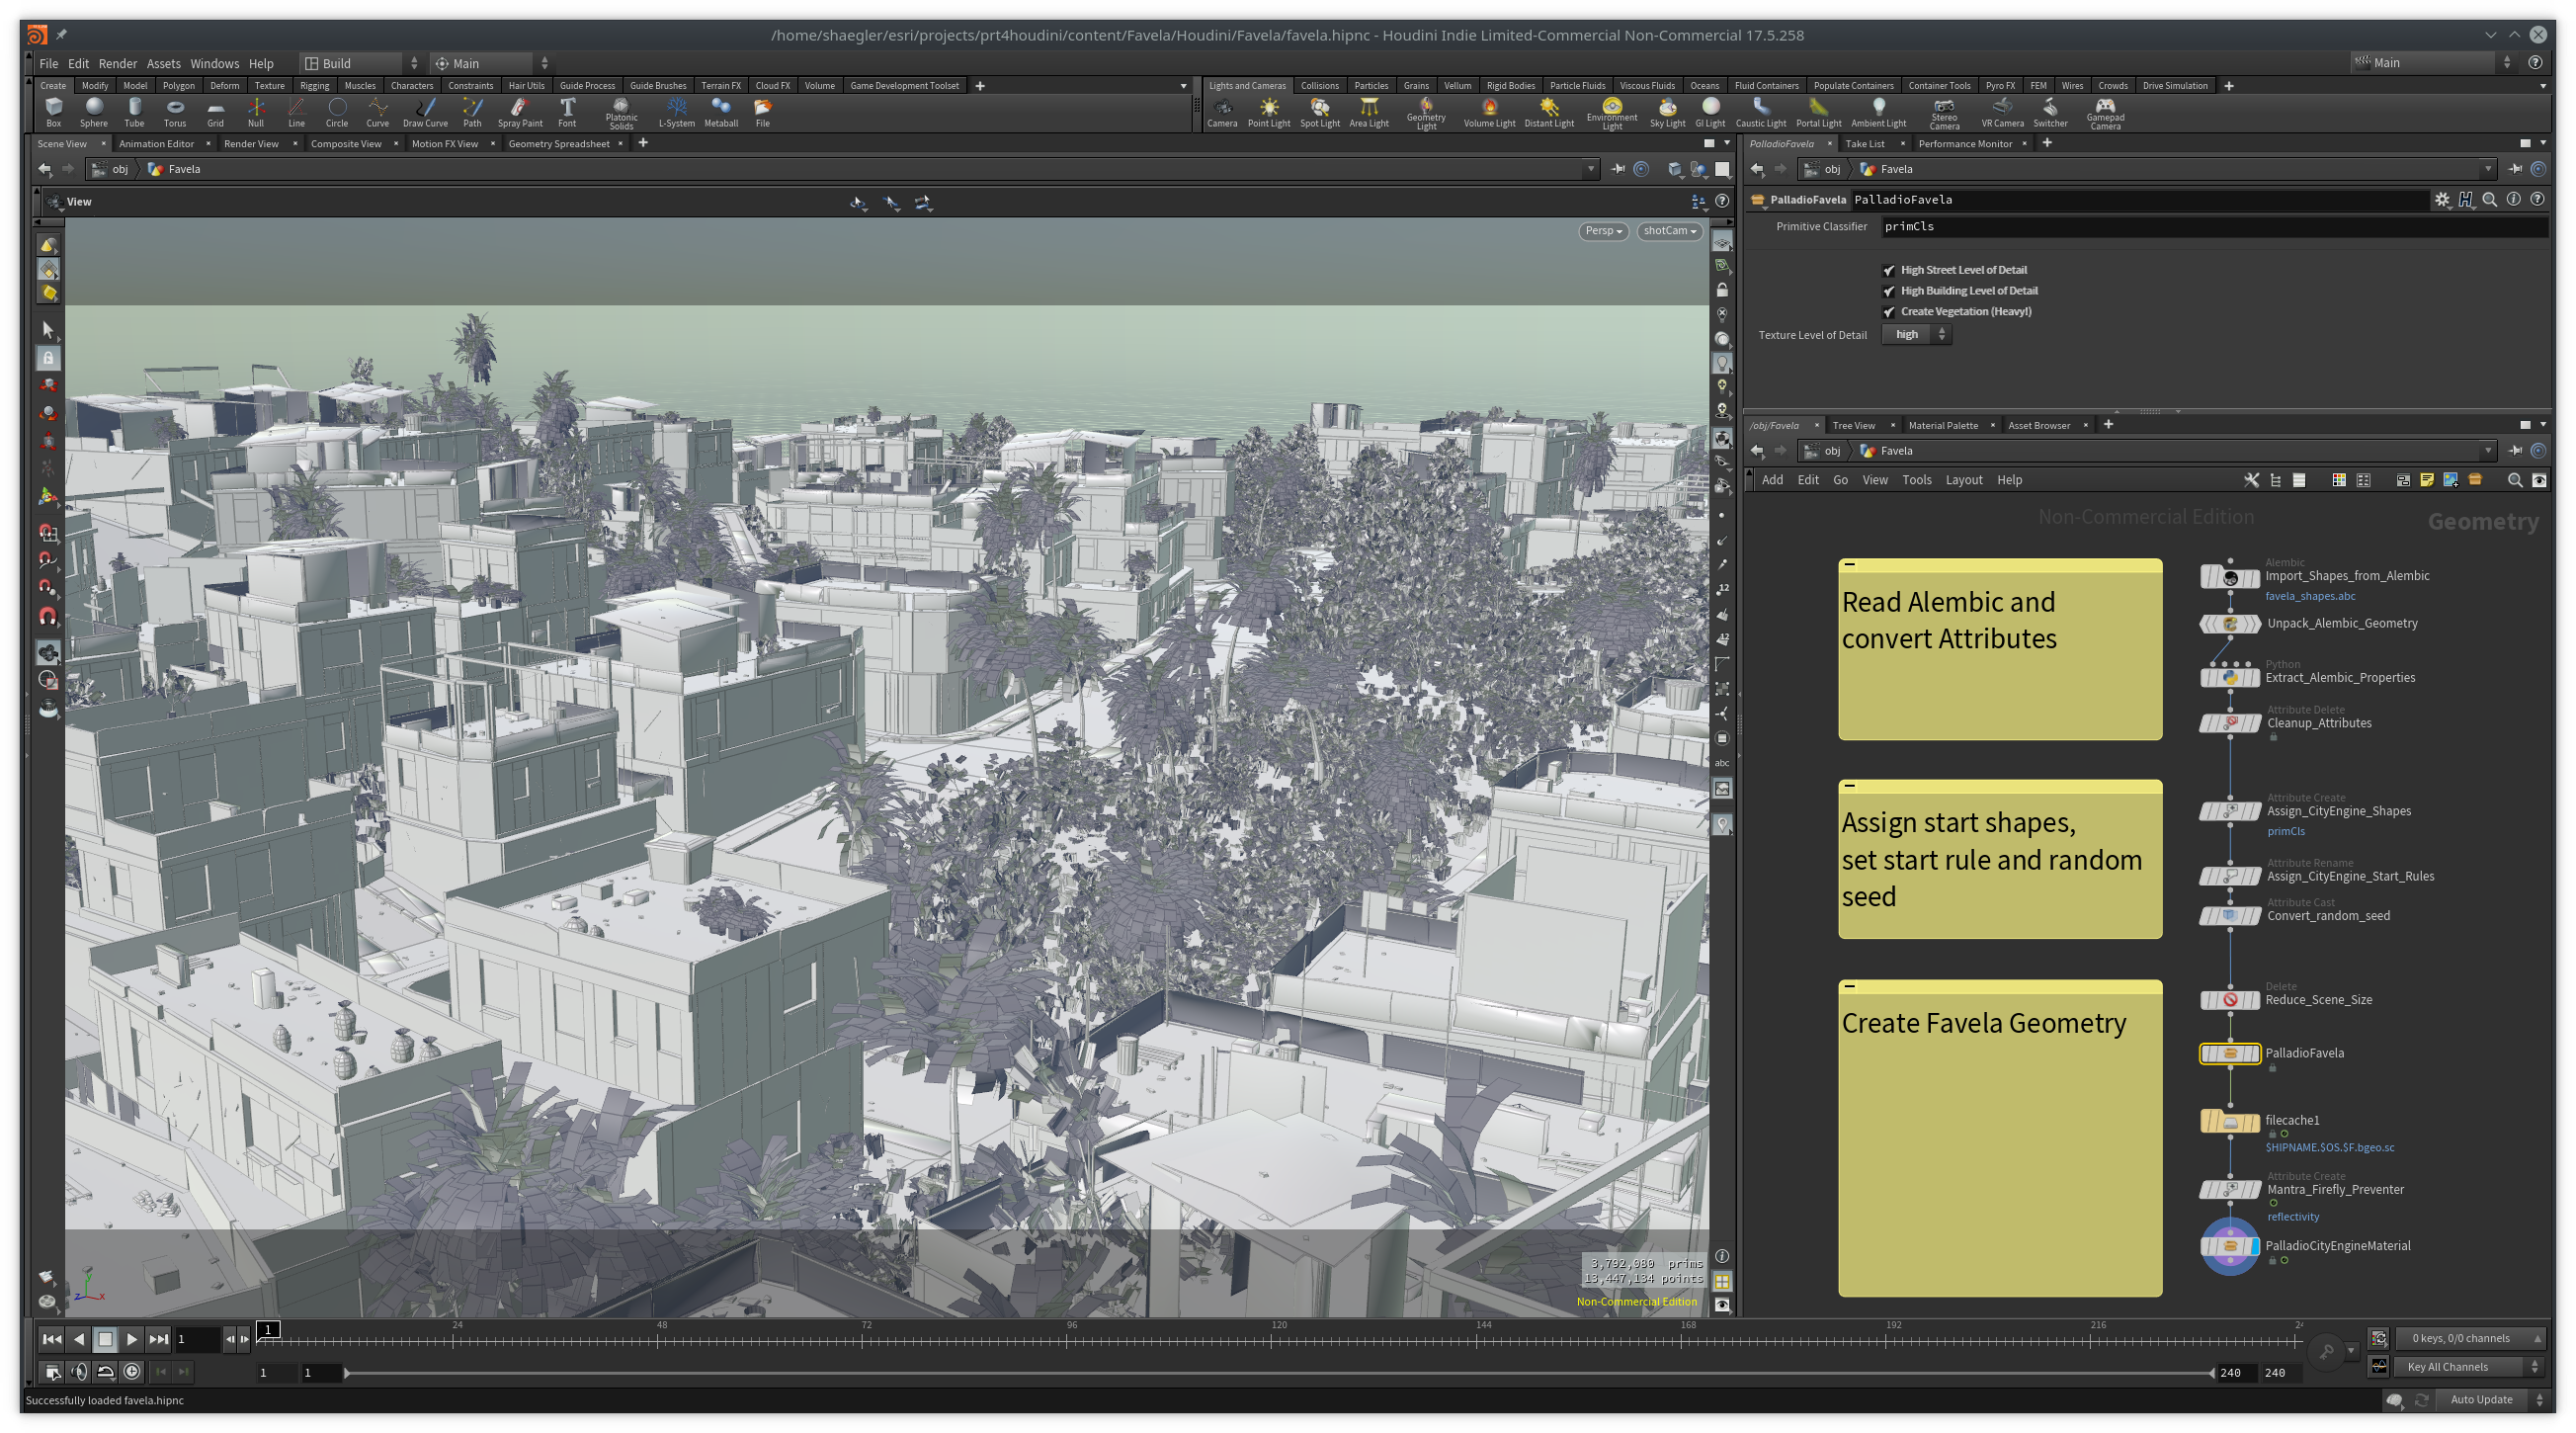 /home/shaegler/esri/projects/prt4houdini/content/Favela/Houdini/Favela/favela.hipnc - Houdini Indie Limited-Commercial Non-Commercial 17.5.258
File Edit Render Assets Windows Help Build Main Main
Create Modify Model Polygon Deform Texture Rigging Muscles Characters Constraints Hair Utils Guide Process Guide Brushes Terrain FX Cloud FX Volume Game Development Toolset
Box Sphere Tube Torus Grid Null Line Circle Curve Draw Curve Path Spray Paint Font Platonic Solids L-System Metaball File
Lights and Cameras Collisions Particles Grains Vellum Rigid Bodies Particle Fluids Viscous Fluids Oceans Fluid Containers Populate Containers Container Tools Pyro FX FEM Wires Crowds Drive Simulation
Camera Point Light Spot Light Area Light Geometry Light Volume Light Distant Light Environment Light Sky Light GI Light Caustic Light Portal Light Ambient Light Stereo Camera VR Camera Switcher Gamepad Camera
Scene View Animation Editor Render View Composite View Motion FX View Geometry Spreadsheet
obj Favela
View
Persp shotCam
12
12
abc
3,792,080 prims
13,447,134 points
Non-Commercial Edition
PalladioFavela Take List Performance Monitor
obj Favela
PalladioFavela PalladioFavela
Primitive Classifier primCls
High Street Level of Detail
High Building Level of Detail
Create Vegetation (Heavy!)
Texture Level of Detail high
/obj/Favela Tree View Material Palette Asset Browser
obj Favela
Add Edit Go View Tools Layout Help
Non-Commercial Edition Geometry
Read Alembic and
convert Attributes
Assign start shapes,
set start rule and random
seed
Create Favela Geometry
Alembic
Import_Shapes_from_Alembic
favela_shapes.abc
Unpack_Alembic_Geometry
Python
Extract_Alembic_Properties
Attribute Delete
Cleanup_Attributes
Attribute Create
Assign_CityEngine_Shapes
primCls
Attribute Rename
Assign_CityEngine_Start_Rules
Attribute Cast
Convert_random_seed
Delete
Reduce_Scene_Size
PalladioFavela
filecache1
$HIPNAME.$OS.$F.bgeo.sc
Attribute Create
Mantra_Firefly_Preventer
reflectivity
PalladioCityEngineMaterial
1 1 24 48 72 96 120 144 168 192 216 24
0 keys, 0/0 channels
1 1 240 240
Key All Channels
Successfully loaded favela.hipnc
Auto Update